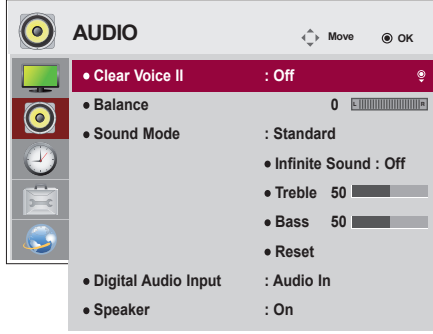 AUDIO
Move OK
● Clear Voice II : Off
● Balance 0 L R
● Sound Mode : Standard
● Infinite Sound : Off
● Treble 50
● Bass 50
● Reset
● Digital Audio Input : Audio In
● Speaker : On